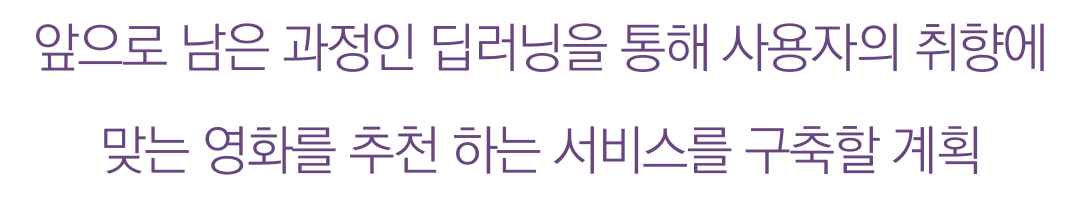 앞으로 남은 과정인 딥러닝을 통해 사용자의 취향에
맞는 영화를 추천 하는 서비스를 구축할 계획